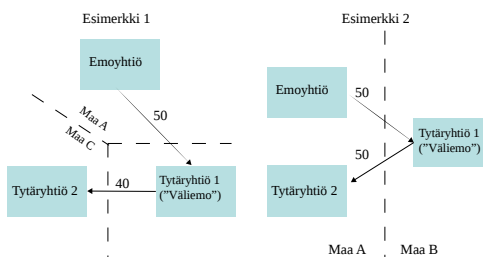 Esimerkki 1
Emoyhtiö
50
Maa A
Maa C
Tytäryhtiö 2
40
Tytäryhtiö 1
("Väliemo")
Esimerkki 2
Emoyhtiö
50
Tytäryhtiö 1
("Väliemo")
50
Tytäryhtiö 2
Maa A
Maa B